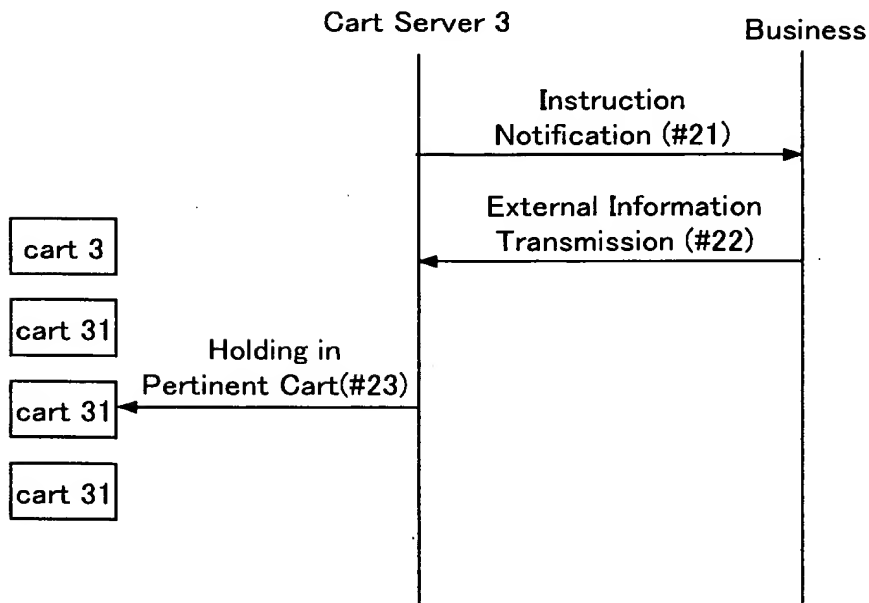 Cart Server 3
Business
Instruction
Notification (#21)
External Information
Transmission (#22)
cart 3
cart 31
Holding in
Pertinent Cart(#23)
cart 31
cart 31